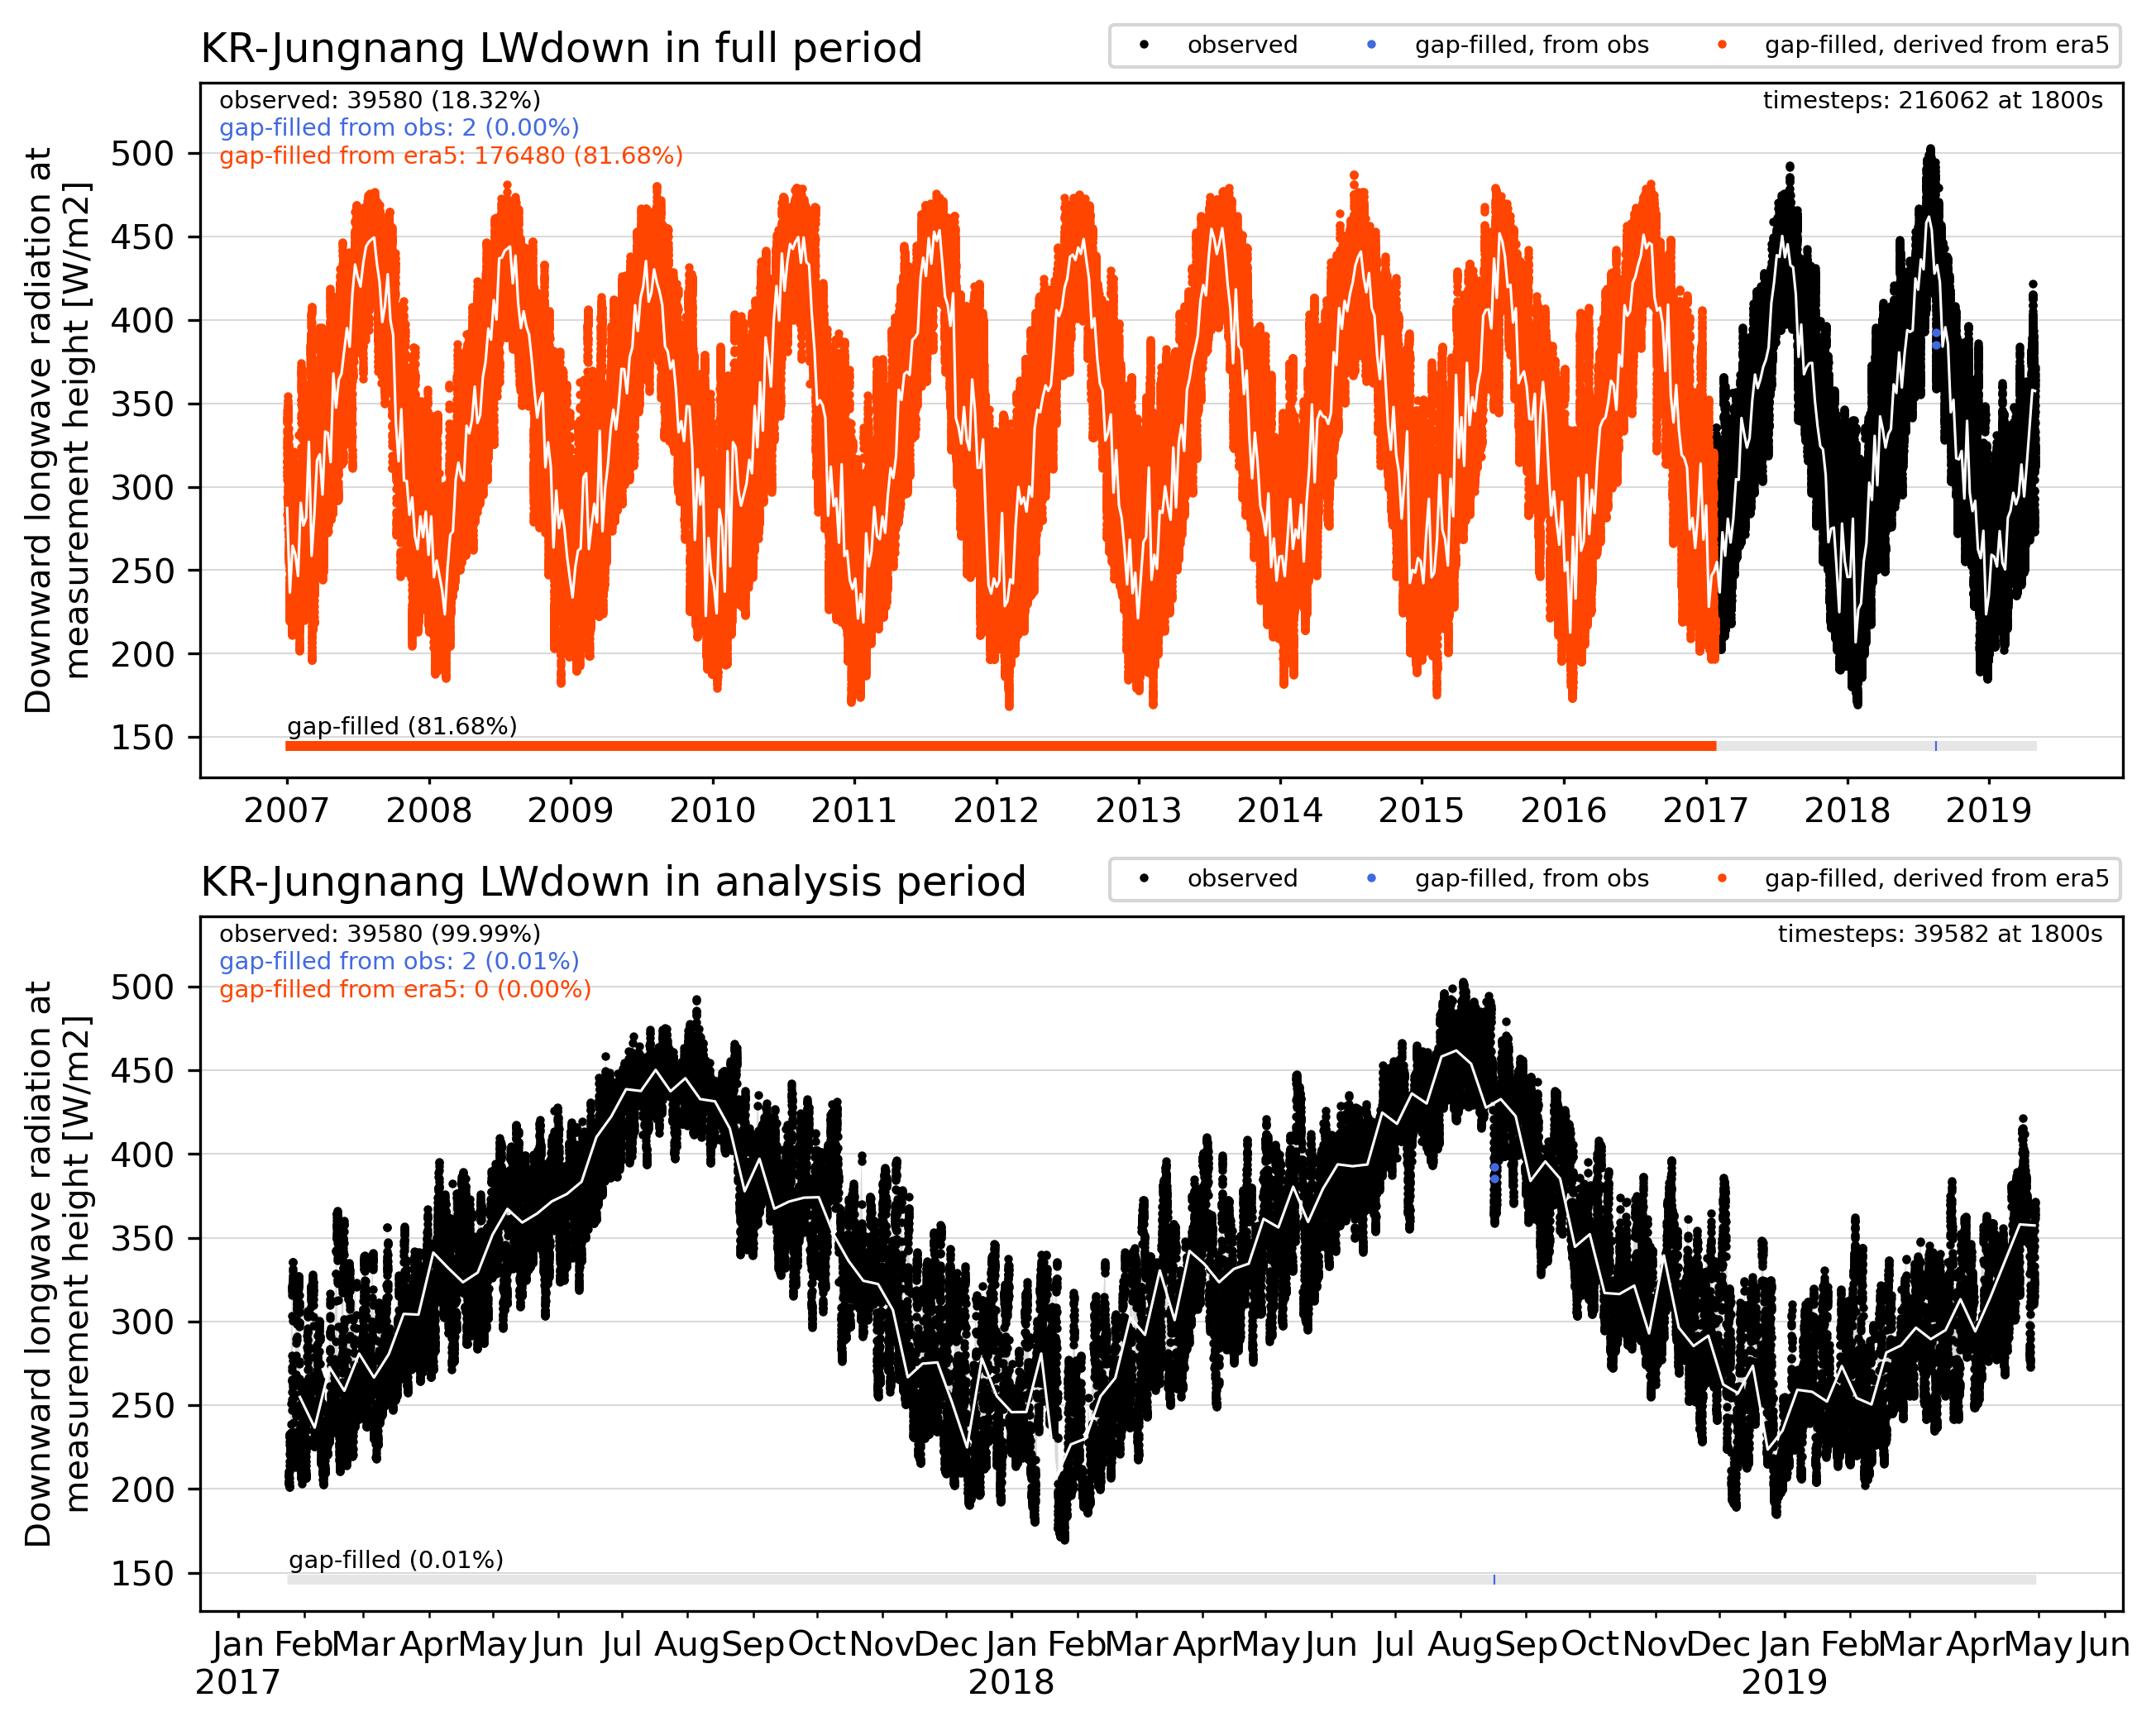 KR-Jungnang LWdown in full period
observed
gap-filled, from obs
gap-filled, derived from era5
observed: 39580 (18.32%)
gap-filled from obs: 2 (0.00%)
gap-filled from era5: 176480 (81.68%)
timesteps: 216062 at 1800s
Downward longwave radiation at
measurement height [W/m2]
500
450
400
350
300
250
200
150
gap-filled (81.68%)
2007 2008 2009 2010 2011 2012 2013 2014 2015 2016 2017 2018 2019
KR-Jungnang LWdown in analysis period
observed
gap-filled, from obs
gap-filled, derived from era5
observed: 39580 (99.99%)
gap-filled from obs: 2 (0.01%)
gap-filled from era5: 0 (0.00%)
timesteps: 39582 at 1800s
Downward longwave radiation at
measurement height [W/m2]
500
450
400
350
300
250
200
150
gap-filled (0.01%)
Jan Feb Mar Apr May Jun Jul Aug Sep Oct Nov Dec Jan Feb Mar Apr May Jun Jul Aug Sep Oct Nov Dec Jan Feb Mar Apr May Jun
2017 2018 2019